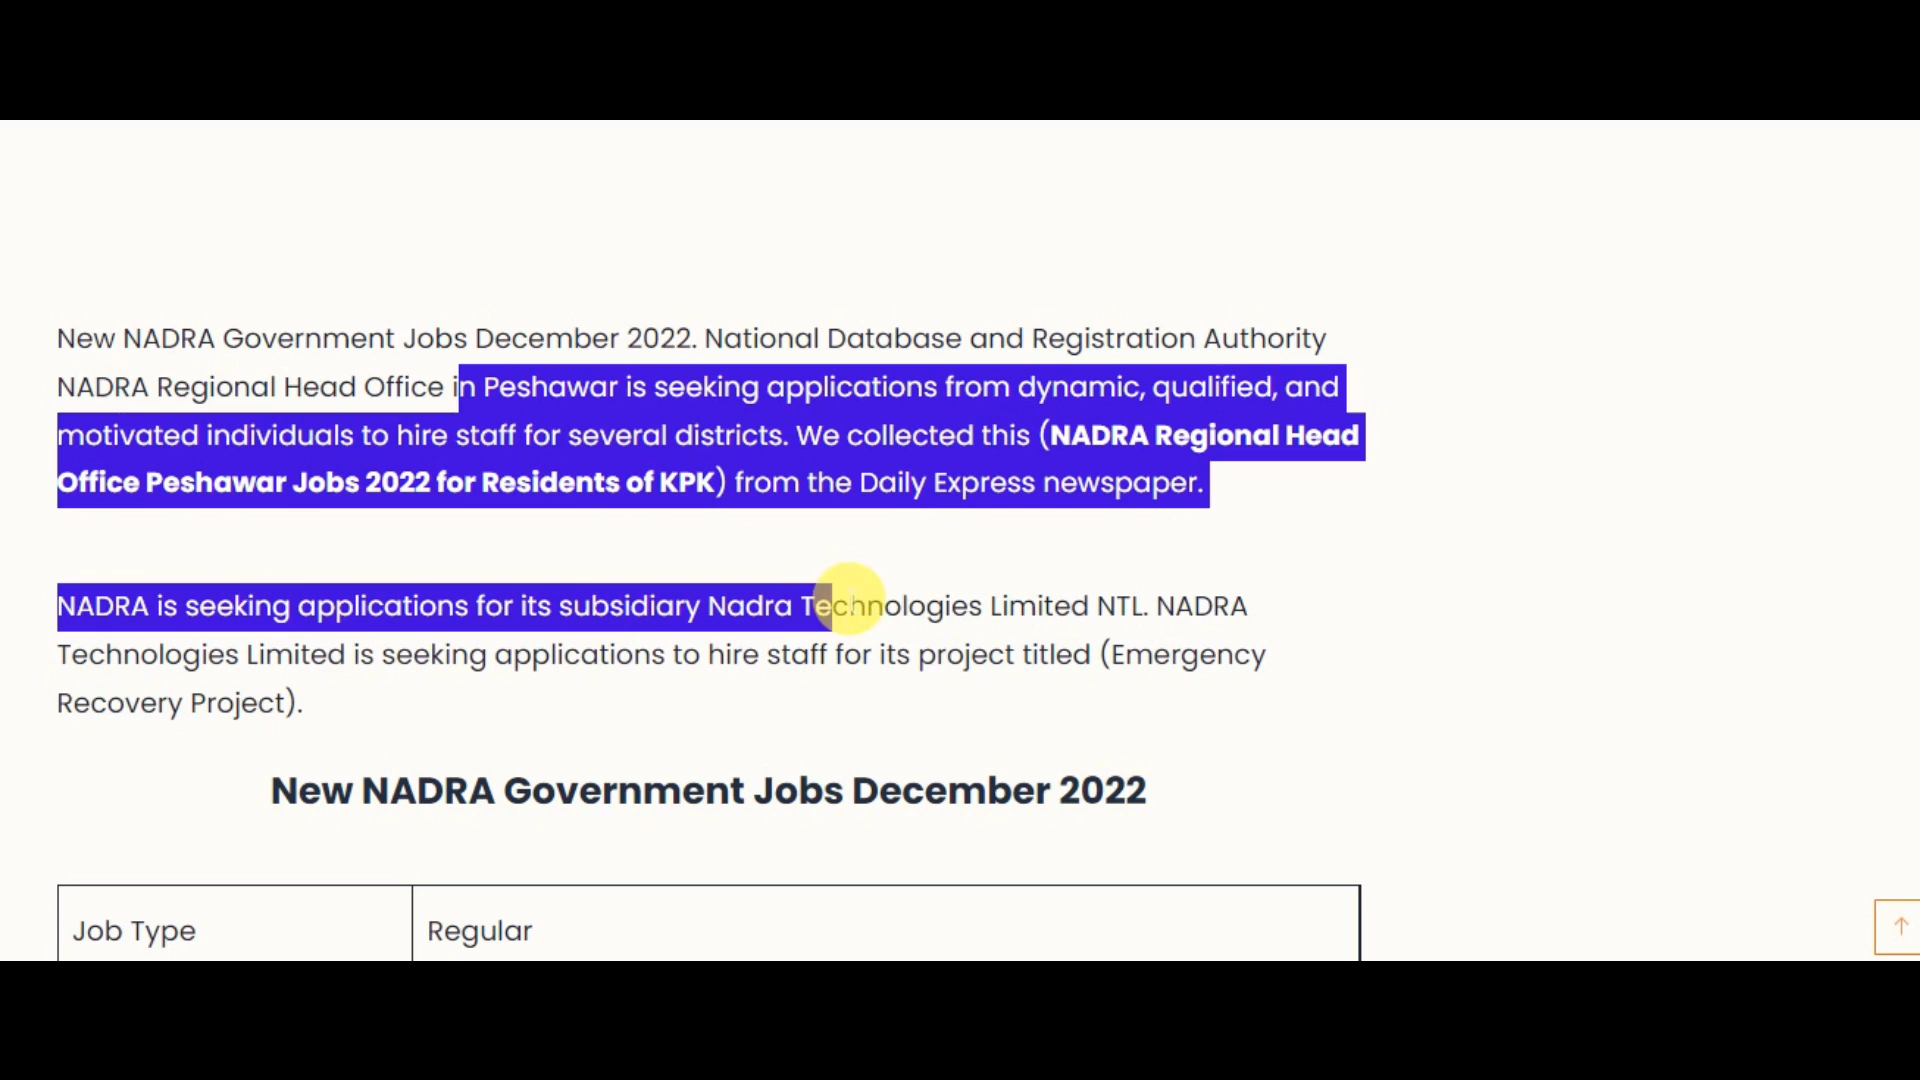 New NADRA Government Jobs December 2022. National Database and Registration Authority
NADRA Regional Head Office in Peshawar is seeking applications from dynamic, qualified, and
motivated individuals to hire staff for several districts. We collected this (NADRA Regional Head
Office Peshawar Jobs 2022 for Residents of KPK) from the Daily Express newspaper.
NADRA is seeking applications for its subsidiary Nadra Technologies Limited NTL. NADRA
Technologies Limited is seeking applications to hire staff for its project titled (Emergency
Recovery Project).
New NADRA Government Jobs December 2022
Job Type Regular